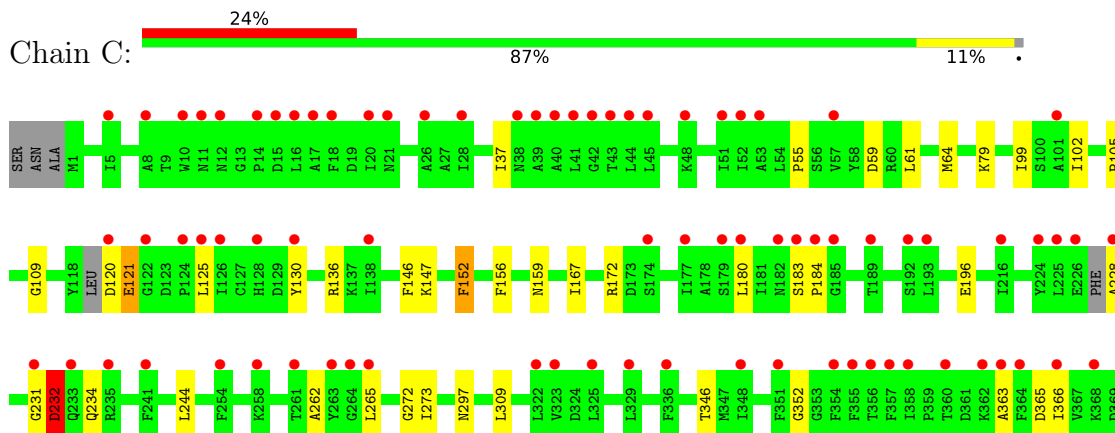 24%
Chain C:
87% 11% •
SER ASN ALA M1 I5 A8 T9 W10 N11 N12 G13 P14 D15 L16 A17 F18 D19 I20 N21 A26 A27 I28 I37 N38 A39 A40 L41 G42 T43 L44 L45 K48 I51 I52 A53 L54 P55 S56 V57 Y58 D59 R60 L61 M64 K79 I99 S100 A101 I102
G109 Y118 LEU D120 E121 G122 D123 P124 L125 I126 C127 H128 D129 Y130 R136 K137 I138 F146 K147 F152 F156 N159 I167 R172 D173 S174 I177 A178 S179 L180 I181 N182 S183 P184 G185 T189 S192 L193 E196 I216 Y224 L225 E226 PHE A228
G231 D232 Q233 Q234 R235 F241 L244 F254 K258 T261 A262 Y263 G264 L265 G272 I273 N297 L309 L322 V323 D324 L325 L329 F336 T346 M347 I348 F351 G352 G353 F354 F355 T356 F357 I358 P359 T360 D361 K362 A363 F364 D365 I366 V367 K368